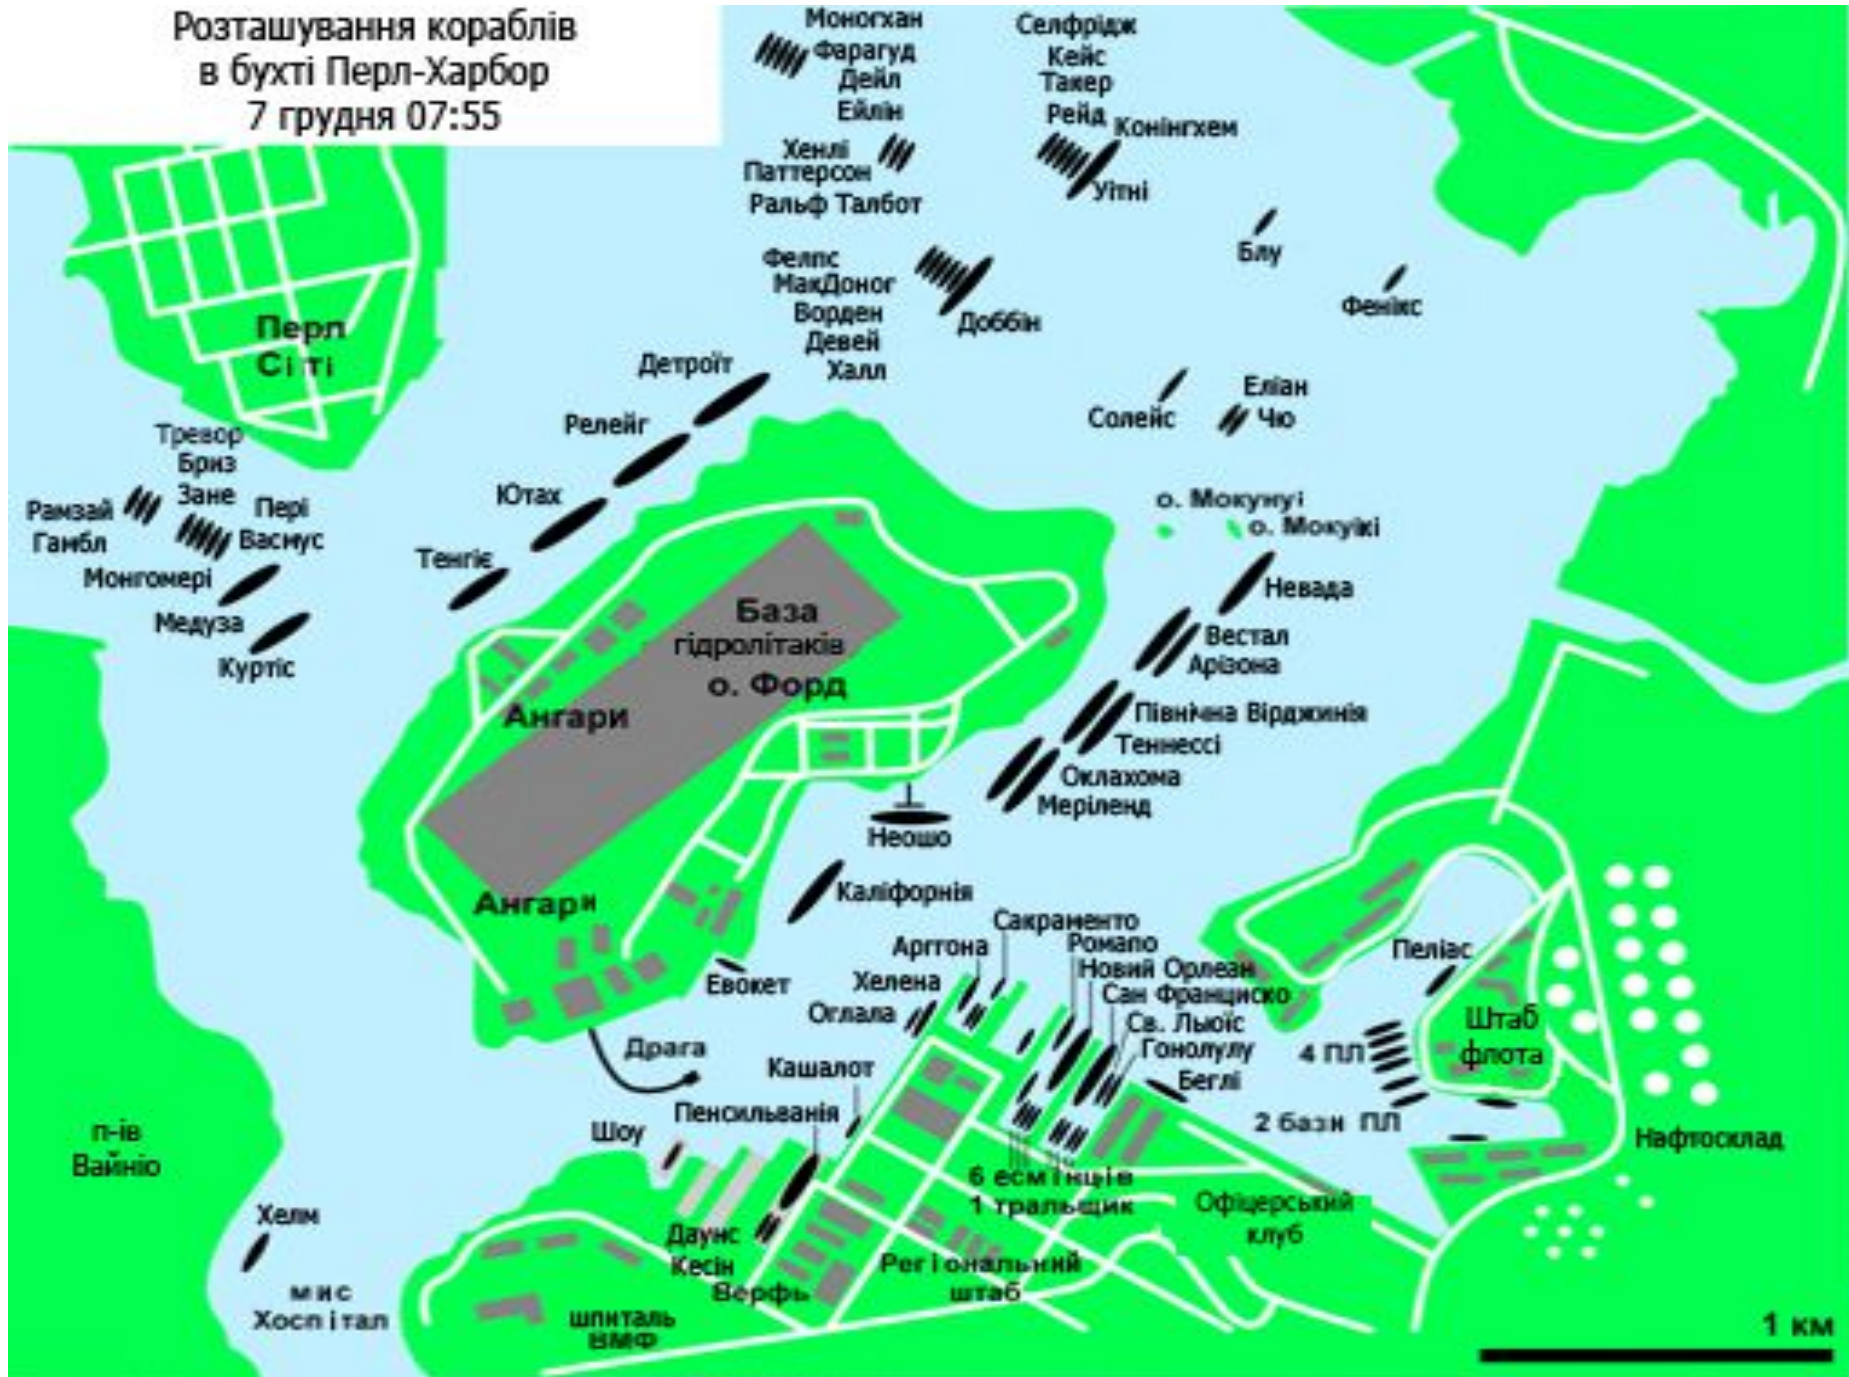 Розташування кораблів
в бухті Перл-Харбор
7 грудня 07:55
Моногхан
Фарагуд
Дейл
Ейлін
Селфрідж
Кейс
Такер
Рейд
Конінгхем
Уітні
Хенлі
Паттерсон
Ральф Талбот
Блу
Фенікс
Фелпс
МакДоног
Ворден
Девей
Халл
Доббін
Перл
Сіті
Детроїт
Релейг
Ютах
Тенгіє
Солейс
Еліан
Чю
Тревор
Бриз
Зане
Пері
Васмус
Рамзай
Гамбл
Монгомері
Медуза
Куртіс
о. Мокунуі
о. Мокуікі
Невада
Вестал
Арізона
Північна Вірджинія
Теннессі
Оклахома
Меріленд
База
гідролітаків
о. Форд
Ангари
Ангари
Неошо
Каліфорнія
Евокет
Драга
Сакраменто
Арггона
Ромапо
Хелена
Новий Орлеан
Оглала
Сан Франциско
Св. Льюїс
Гонолулу
Беглі
Пеліас
Штаб
флота
4 ПЛ
2 бази ПЛ
Нафтосклад
Кашалот
Пенсильванія
Шоу
п-ів
Вайніо
Хелм
мис
Хоспітал
Даунс
Кесін
Верфь
шпиталь
ВМФ
6 есмінців
1 тральщик
Регіональний
штаб
Офіцерський
клуб
1 км